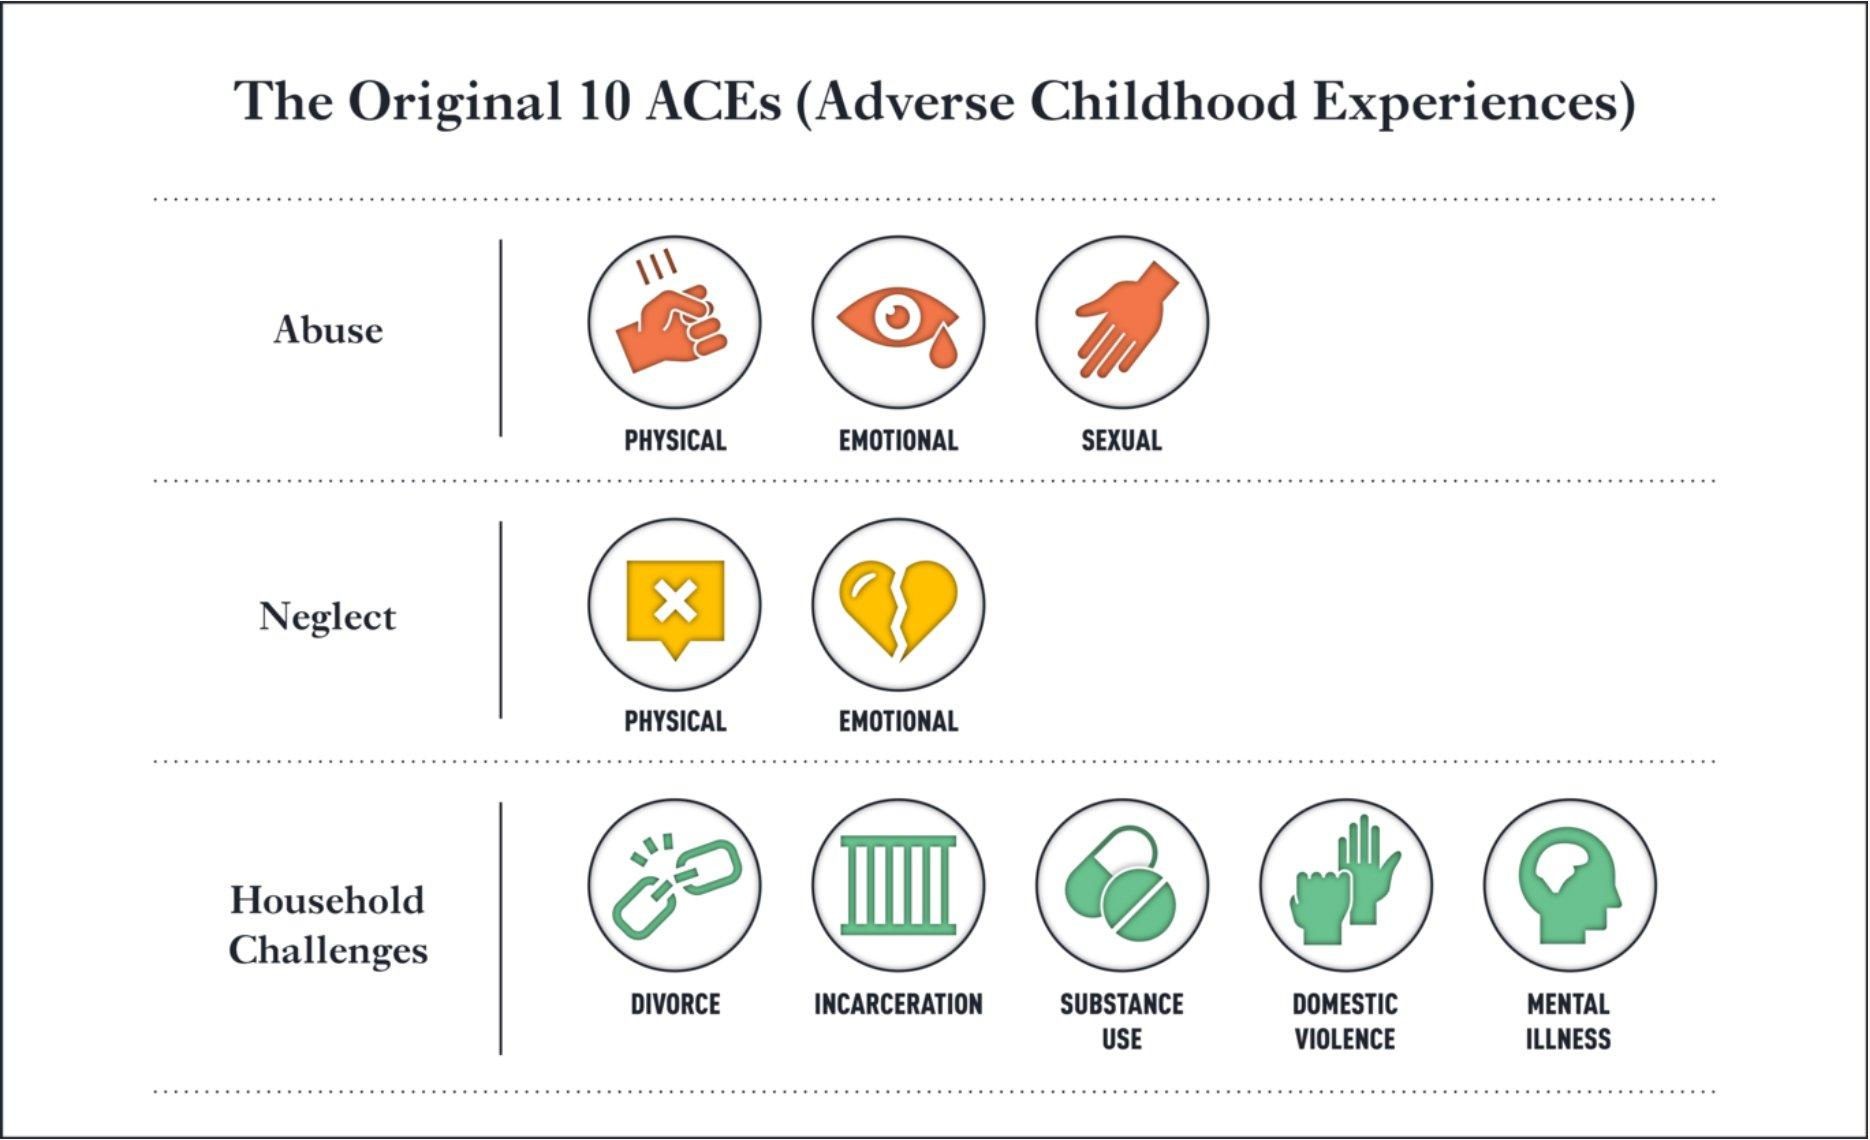 The Original 10 ACEs (Adverse Childhood Experiences)
Abuse
PHYSICAL
EMOTIONAL
SEXUAL
Neglect
PHYSICAL
EMOTIONAL
Household
Challenges
DIVORCE
INCARCERATION
SUBSTANCE
USE
DOMESTIC
VIOLENCE
MENTAL
ILLNESS